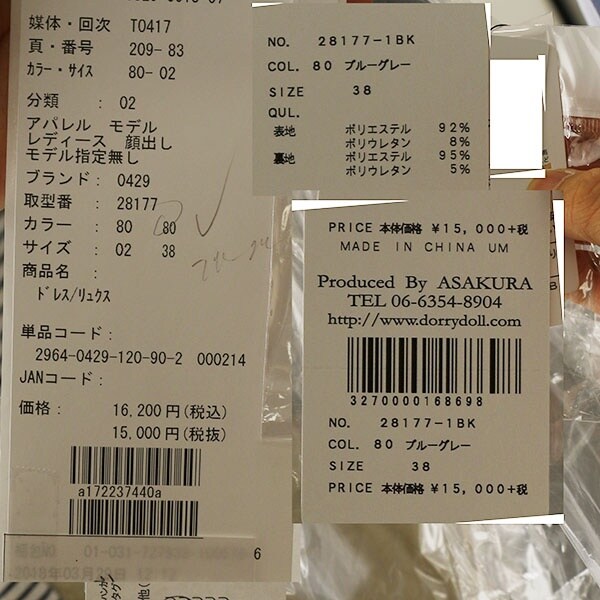 媒体・回次 T0417
頁・番号 209-83
カラー・サイズ 80-02
分類 : 02
アパレル モデル
レディース 顔出し
モデル指定無し
ブランド : 0429
取型番 : 28177
カラー : 80 80
サイズ : 02 38
商品名 :
ドレス/リュクス
単品コード:
2964-0429-120-90-2 000214
JANコード:
価格: 16,200円(税込)
15,000円(税抜)
a172237440a
6
NO. 28177-1BK
COL. 80 ブルーグレー
SIZE 38
QUL.
表地 ポリエステル 92%
ポリウレタン 8%
裏地 ポリエステル 95%
ポリウレタン 5%
PRICE 本体価格 ¥15,000+税
MADE IN CHINA UM
Produced By ASAKURA
TEL 06-6354-8904
http://www.dorrydoll.com
3270000168698
NO. 28177-1BK
COL. 80 ブルーグレー
SIZE 38
PRICE 本体価格 ¥15,000+税